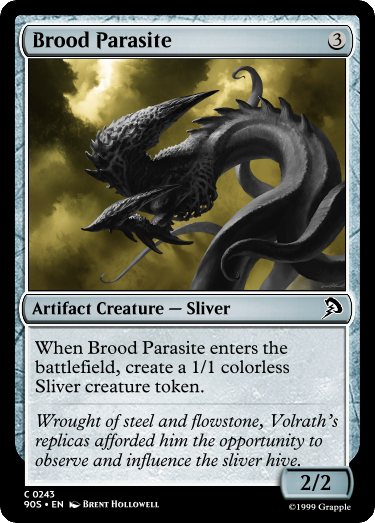 Brood Parasite 3
Artifact Creature — Sliver
When Brood Parasite enters the
battlefield, create a 1/1 colorless
Sliver creature token.
Wrought of steel and flowstone, Volrath's
replicas afforded him the opportunity to
observe and influence the sliver hive.
2/2
C 0243
90S • EN Brent Hollowell
©1999 Grapple